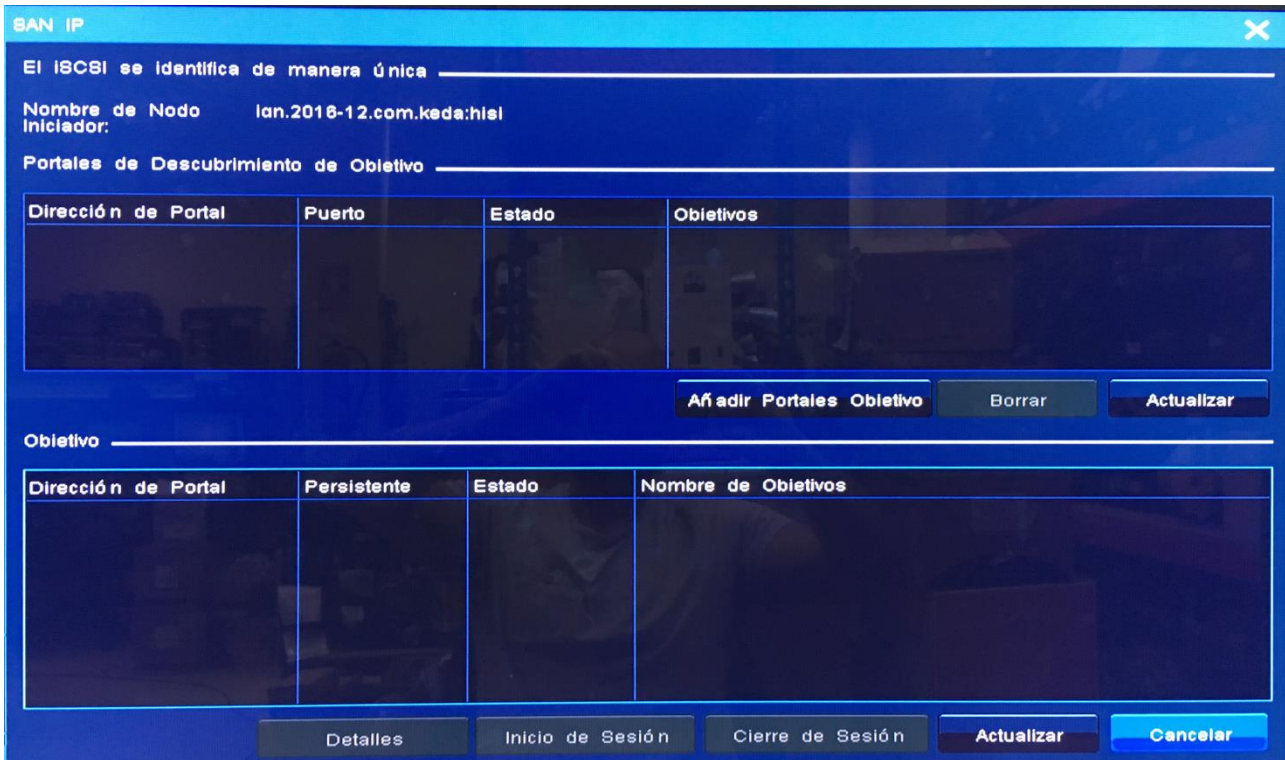 SAN IP
El iSCSI se identifica de manera única
Nombre de Nodo Iniciador:
iqn.2016-12.com.keda:hisi
Portales de Descubrimiento de Objetivo
Dirección de Portal Puerto Estado Objetivos
Añadir Portales Objetivo Borrar Actualizar
Objetivo
Dirección de Portal Persistente Estado Nombre de Objetivos
Detalles Inicio de Sesión Cierre de Sesión Actualizar Cancelar